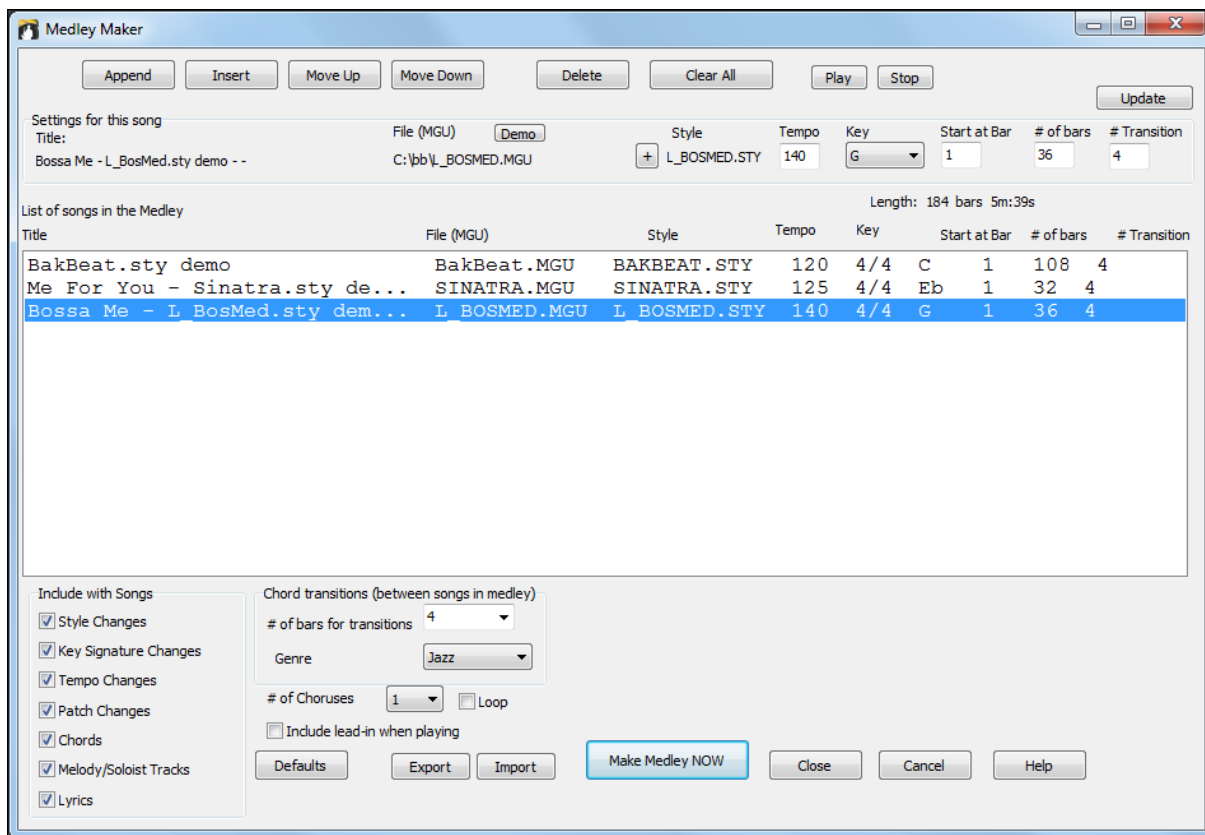 Medley Maker
Append Insert Move Up Move Down Delete Clear All Play Stop
Update
Settings for this song
Title: File (MGU) Demo Style Tempo Key Start at Bar # of bars # Transition
Bossa Me - L_BosMed.sty demo - - C:\bb\L_BOSMED.MGU + L_BOSMED.STY 140 G 1 36 4
Length: 184 bars 5m:39s
List of songs in the Medley
Title File (MGU) Style Tempo Key Start at Bar # of bars # Transition
BakBeat.sty demo BakBeat.MGU BAKBEAT.STY 120 4/4 C 1 108 4
Me For You - Sinatra.sty de... SINATRA.MGU SINATRA.STY 125 4/4 Eb 1 32 4
Bossa Me - L_BosMed.sty dem... L_BOSMED.MGU L_BOSMED.STY 140 4/4 G 1 36 4
Include with Songs
Style Changes
Key Signature Changes
Tempo Changes
Patch Changes
Chords
Melody/Soloist Tracks
Lyrics
Chord transitions (between songs in medley)
# of bars for transitions 4
Genre Jazz
# of Choruses 1 Loop
Include lead-in when playing
Defaults Export Import Make Medley NOW Close Cancel Help